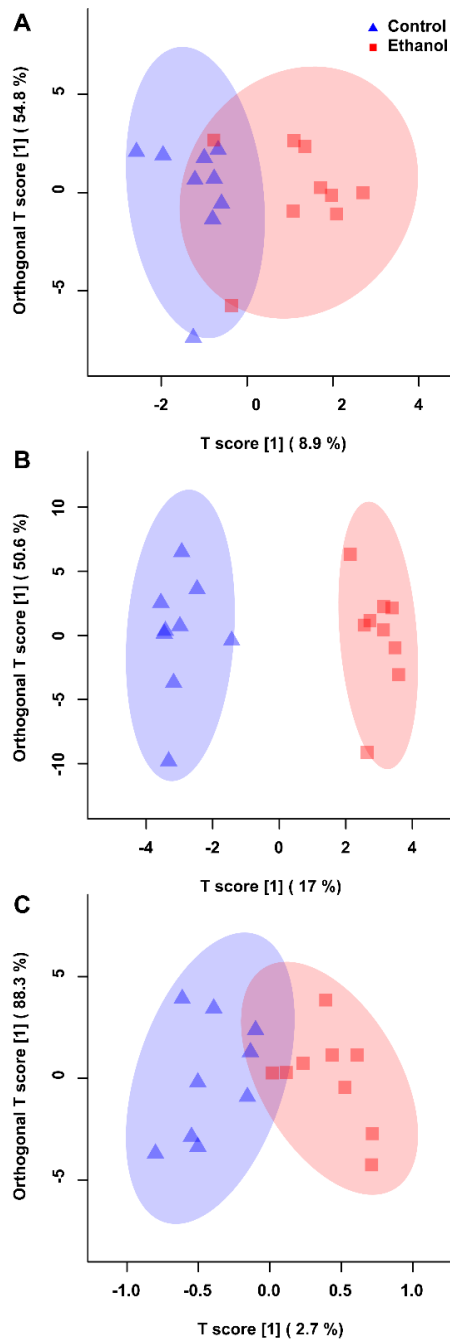 A
Control
Ethanol
Orthogonal T score [1] ( 54.8 %)
5
0
-5
-2
0
2
4
T score [1] ( 8.9 %)
B
Orthogonal T score [1] ( 50.6 %)
10
5
0
-5
-10
-4
-2
0
2
4
T score [1] ( 17 %)
C
Orthogonal T score [1] ( 88.3 %)
5
0
-5
-1.0
-0.5
0.0
0.5
1.0
T score [1] ( 2.7 %)